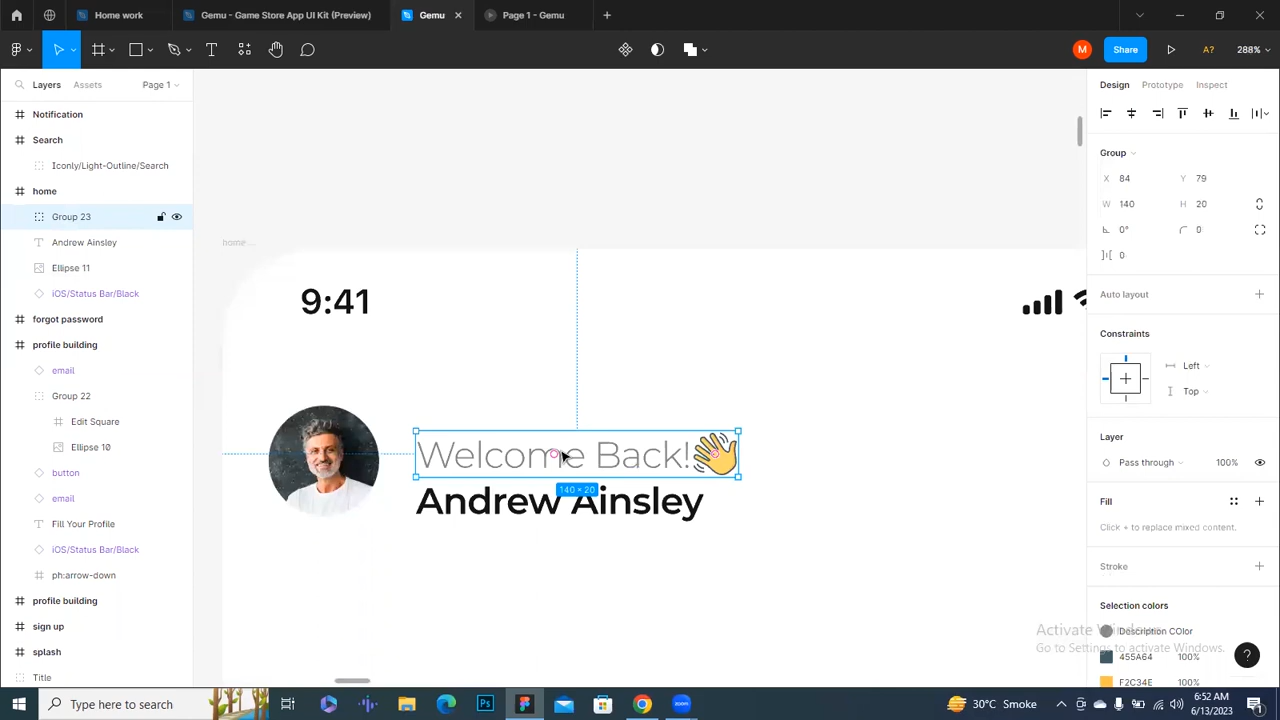 Home work
Gemu - Game Store App UI Kit (Preview)
Gemu
Page 1 - Gemu
M
Share
A?
288%
Layers
Assets
Page 1
Notification
Search
Iconly/Light-Outline/Search
home
Group 23
Andrew Ainsley
Ellipse 11
iOS/Status Bar/Black
forgot password
profile building
email
Group 22
Edit Square
Ellipse 10
button
email
Fill Your Profile
iOS/Status Bar/Black
ph:arrow-down
profile building
sign up
splash
Title
home ...
9:41
Welcome Back!
140 × 20
Andrew Ainsley
Design
Prototype
Inspect
Group
X 84
Y 79
W 140
H 20
0°
0
0
Auto layout
Constraints
Left
Top
Layer
Pass through
100%
Fill
Click + to replace mixed content.
Stroke
Selection colors
Description COlor
455A64 100%
F2C34E 100%
Activate Windows
Go to Settings to activate Windows.
?
Type here to search
Ps
zoom
30°C Smoke
6:52 AM
6/13/2023